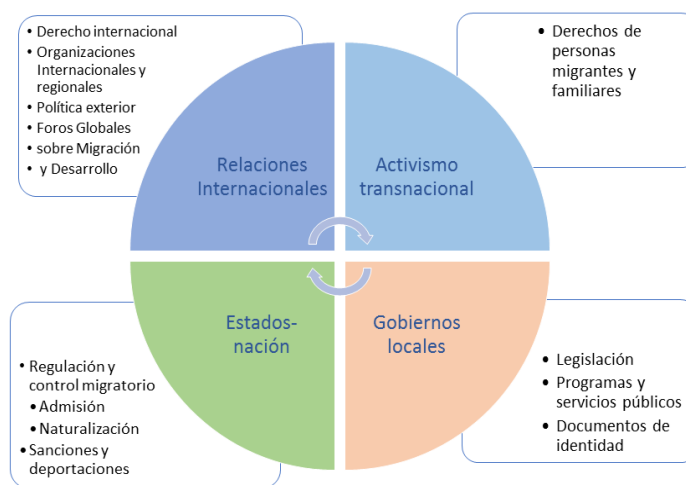 • Derecho internacional
• Organizaciones
Internacionales y
regionales
• Política exterior
• Foros Globales
• sobre Migración
• y Desarrollo
• Derechos de
personas
migrantes y
familiares
Relaciones
Internacionales
Activismo
transnacional
Estados-
nación
Gobiernos
locales
• Regulación y
control migratorio
• Admisión
• Naturalización
• Sanciones y
deportaciones
• Legislación
• Programas y
servicios públicos
• Documentos de
identidad